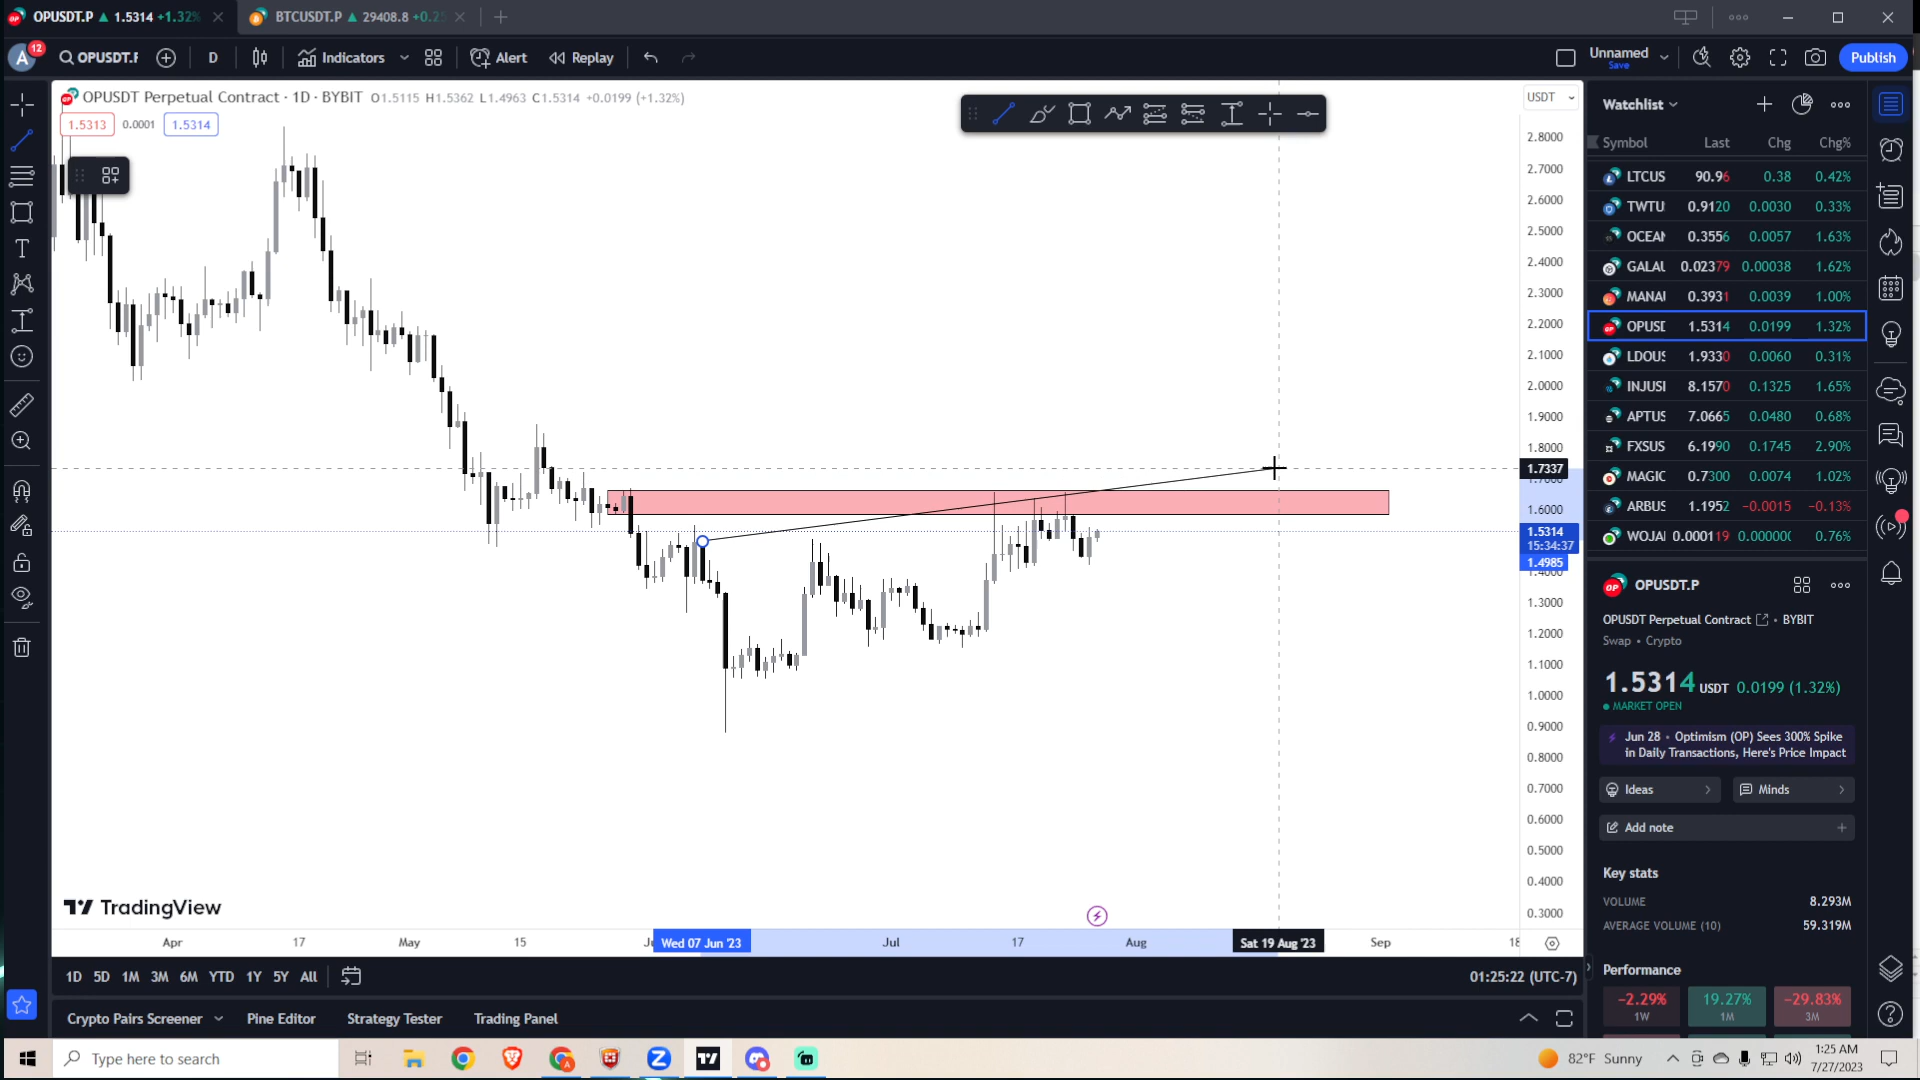 OPUSDT.P ▲ 1.5314 +1.32%
BTCUSDT.P ▲ 29408.8 +0.25
A 12
OPUSDT.F
D
Indicators
Alert
Replay
Unnamed
Save
Publish
OPUSDT Perpetual Contract · 1D · BYBIT O1.5115 H1.5362 L1.4963 C1.5314 +0.0199 (+1.32%)
1.5313 0.0001 1.5314
USDT
2.8000
2.7000
2.6000
2.5000
2.4000
2.3000
2.2000
2.1000
2.0000
1.9000
1.8000
1.7337
1.6000
1.5314
15:34:37
1.4985
1.3000
1.2000
1.1000
1.0000
0.9000
0.8000
0.7000
0.6000
0.5000
0.4000
0.3000
TradingView
Apr 17 May 15 Wed 07 Jun '23 Jul 17 Aug Sat 19 Aug '23 Sep 18
1D 5D 1M 3M 6M YTD 1Y 5Y All
01:25:22 (UTC-7)
Crypto Pairs Screener Pine Editor Strategy Tester Trading Panel
Watchlist
Symbol Last Chg Chg%
LTCUS 90.96 0.38 0.42%
TWTU 0.9120 0.0030 0.33%
OCEAN 0.3556 0.0057 1.63%
GALAU 0.02379 0.00038 1.62%
MANAU 0.3931 0.0039 1.00%
OPUSD 1.5314 0.0199 1.32%
LDOUS 1.9330 0.0060 0.31%
INJUSI 8.1570 0.1325 1.65%
APTUS 7.0665 0.0480 0.68%
FXSUS 6.1990 0.1745 2.90%
MAGIC 0.7300 0.0074 1.02%
ARBUS 1.1952 −0.0015 −0.13%
WOJAI 0.000119 0.000000 0.76%
OPUSDT.P
OPUSDT Perpetual Contract • BYBIT
Swap • Crypto
1.5314 USDT 0.0199 (1.32%)
MARKET OPEN
Jun 28 • Optimism (OP) Sees 300% Spike
in Daily Transactions, Here's Price Impact
Ideas
Minds
Add note
Key stats
VOLUME 8.293M
AVERAGE VOLUME (10) 59.319M
Performance
−2.29% 19.27% −29.83%
1W 1M 3M
Type here to search
82°F Sunny
1:25 AM
7/27/2023